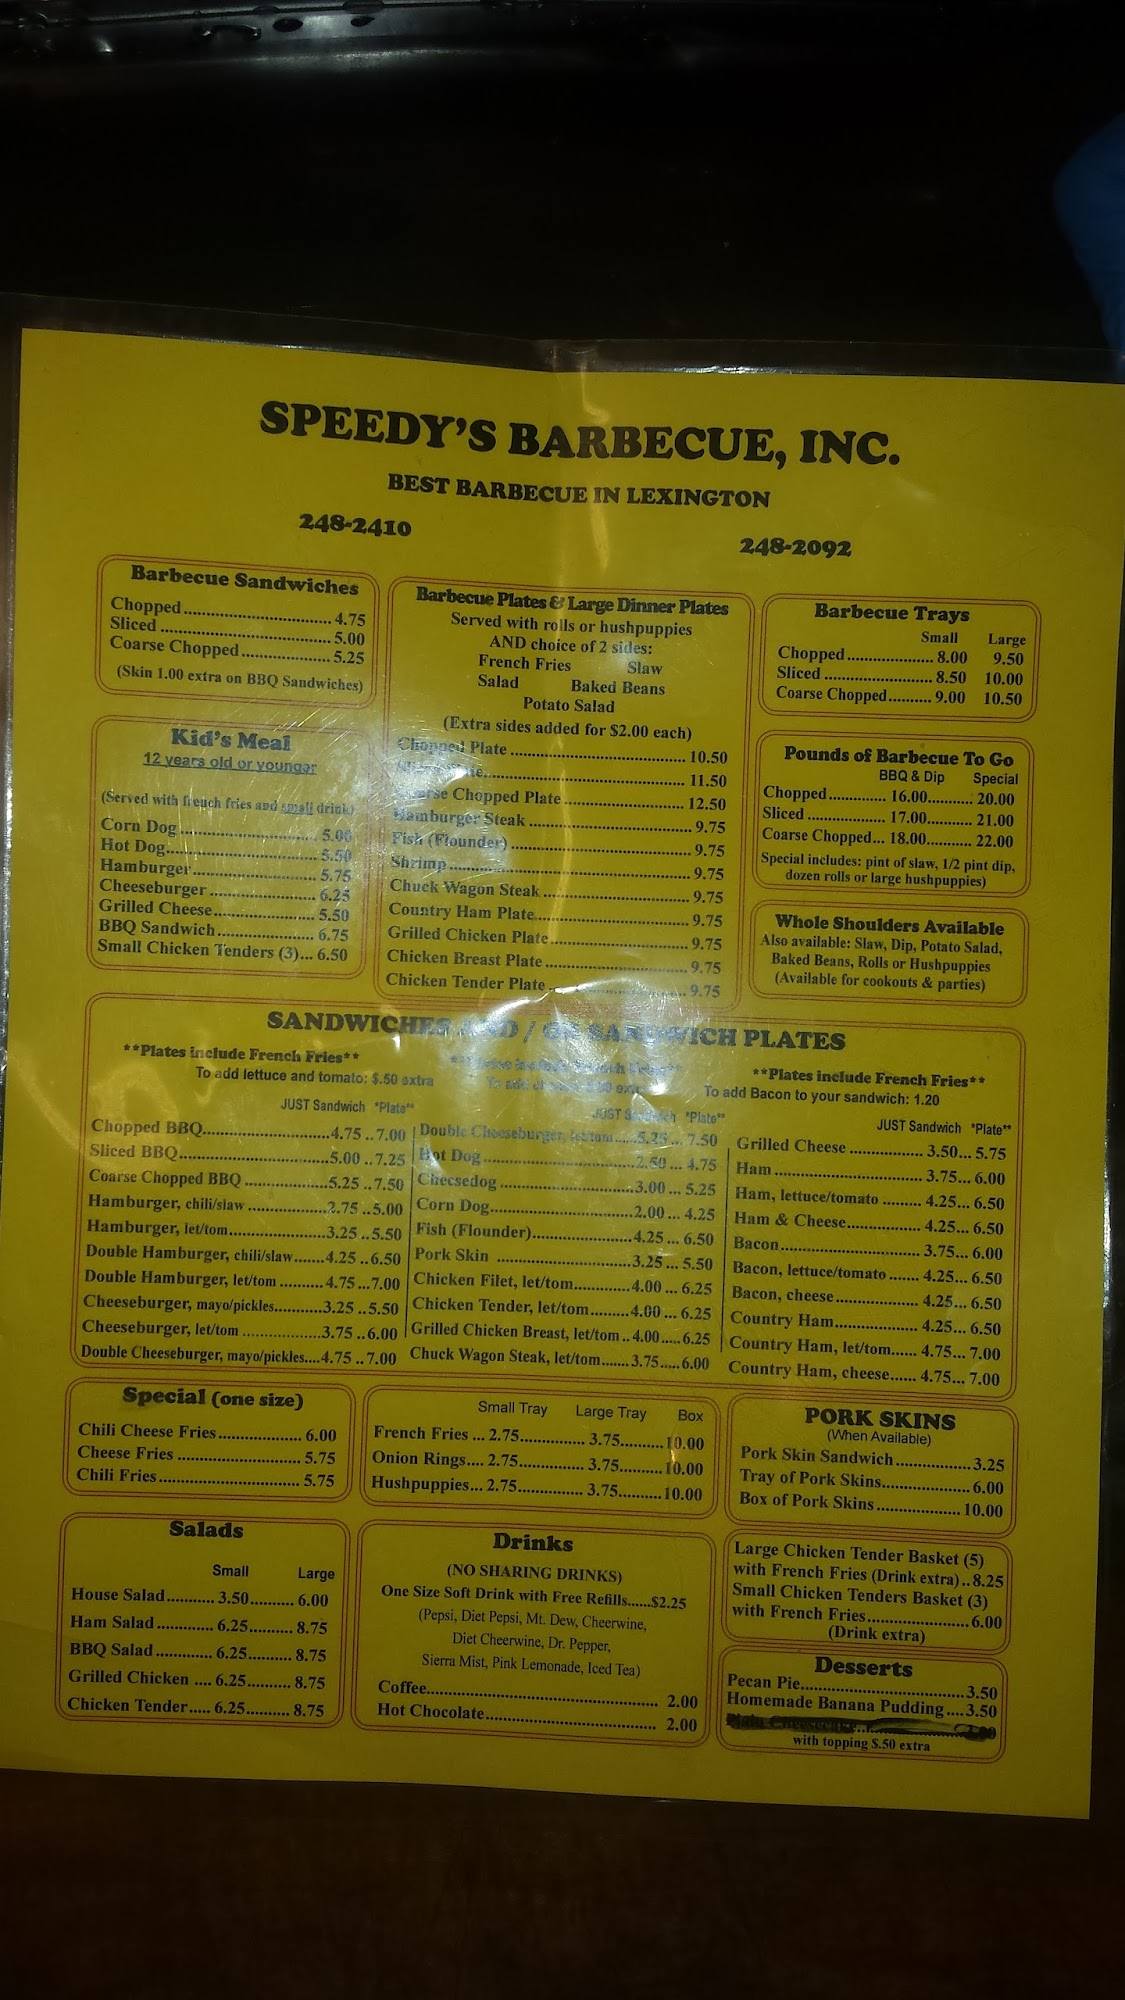 SPEEDY'S BARBECUE, INC.
BEST BARBECUE IN LEXINGTON
248-2410
248-2092
Barbecue Sandwiches
Chopped 4.75
Sliced 5.00
Coarse Chopped 5.25
(Skin 1.00 extra on BBQ Sandwiches)
Kid's Meal
12 years old or younger
(Served with french fries and small drink)
Corn Dog 5.00
Hot Dog 5.50
Hamburger 5.75
Cheeseburger 6.25
Grilled Cheese 5.50
BBQ Sandwich 6.75
Small Chicken Tenders (3)... 6.50
Barbecue Plates & Large Dinner Plates
Served with rolls or hushpuppies
AND choice of 2 sides:
French Fries Slaw
Salad Baked Beans
Potato Salad
(Extra sides added for $2.00 each)
Chopped Plate 10.50
11.50
Chopped Plate 12.50
Hamburger Steak 9.75
Fish (Flounder) 9.75
Shrimp 9.75
Chuck Wagon Steak 9.75
Country Ham Plate 9.75
Grilled Chicken Plate 9.75
Chicken Breast Plate 9.75
Chicken Tender Plate 9.75
Barbecue Trays
Small Large
Chopped 8.00 9.50
Sliced 8.50 10.00
Coarse Chopped 9.00 10.50
Pounds of Barbecue To Go
BBQ & Dip Special
Chopped 16.00 20.00
Sliced 17.00 21.00
Coarse Chopped... 18.00 22.00
Special includes: pint of slaw, 1/2 pint dip,
dozen rolls or large hushpuppies)
Whole Shoulders Available
Also available: Slaw, Dip, Potato Salad,
Baked Beans, Rolls or Hushpuppies
(Available for cookouts & parties)
SANDWICHES AND / OR SANDWICH PLATES
**Plates include French Fries**
To add lettuce and tomato: $.50 extra
JUST Sandwich *Plate**
Chopped BBQ 4.75 ..7.00
Sliced BBQ 5.00 ..7.25
Coarse Chopped BBQ 5.25 ..7.50
Hamburger, chili/slaw 2.75 ..5.00
Hamburger, let/tom 3.25 ..5.50
Double Hamburger, chili/slaw 4.25 ..6.50
Double Hamburger, let/tom 4.75 ...7.00
Cheeseburger, mayo/pickles 3.25 ..5.50
Cheeseburger, let/tom 3.75 ..6.00
Double Cheeseburger, mayo/pickles....4.75 ..7.00
JUST Sandwich *Plate**
Double Cheeseburger, let/tom 5.25 ... 7.50
Hot Dog 2.50 ... 4.75
Cheesedog 3.00 ... 5.25
Corn Dog 2.00 ... 4.25
Fish (Flounder) 4.25 ... 6.50
Pork Skin 3.25 ... 5.50
Chicken Filet, let/tom 4.00 ... 6.25
Chicken Tender, let/tom 4.00 ... 6.25
Grilled Chicken Breast, let/tom .. 4.00 ..... 6.25
Chuck Wagon Steak, let/tom 3.75 ..... 6.00
**Plates include French Fries**
To add Bacon to your sandwich: 1.20
JUST Sandwich *Plate**
Grilled Cheese 3.50... 5.75
Ham 3.75... 6.00
Ham, lettuce/tomato 4.25... 6.50
Ham & Cheese 4.25... 6.50
Bacon 3.75... 6.00
Bacon, lettuce/tomato 4.25... 6.50
Bacon, cheese 4.25... 6.50
Country Ham 4.25... 6.50
Country Ham, let/tom 4.75... 7.00
Country Ham, cheese 4.75... 7.00
Special (one size)
Chili Cheese Fries 6.00
Cheese Fries 5.75
Chili Fries 5.75
Small Tray Large Tray Box
French Fries ... 2.75 3.75 10.00
Onion Rings.... 2.75 3.75 10.00
Hushpuppies... 2.75 3.75 10.00
PORK SKINS
(When Available)
Pork Skin Sandwich 3.25
Tray of Pork Skins 6.00
Box of Pork Skins 10.00
Salads
Small Large
House Salad 3.50 6.00
Ham Salad 6.25 8.75
BBQ Salad 6.25 8.75
Grilled Chicken .... 6.25 8.75
Chicken Tender..... 6.25 8.75
Drinks
(NO SHARING DRINKS)
One Size Soft Drink with Free Refills......$2.25
(Pepsi, Diet Pepsi, Mt. Dew, Cheerwine,
Diet Cheerwine, Dr. Pepper,
Sierra Mist, Pink Lemonade, Iced Tea)
Coffee 2.00
Hot Chocolate 2.00
Large Chicken Tender Basket (5)
with French Fries (Drink extra)..8.25
Small Chicken Tenders Basket (3)
with French Fries 6.00
(Drink extra)
Desserts
Pecan Pie 3.50
Homemade Banana Pudding ....3.50
with topping $.50 extra